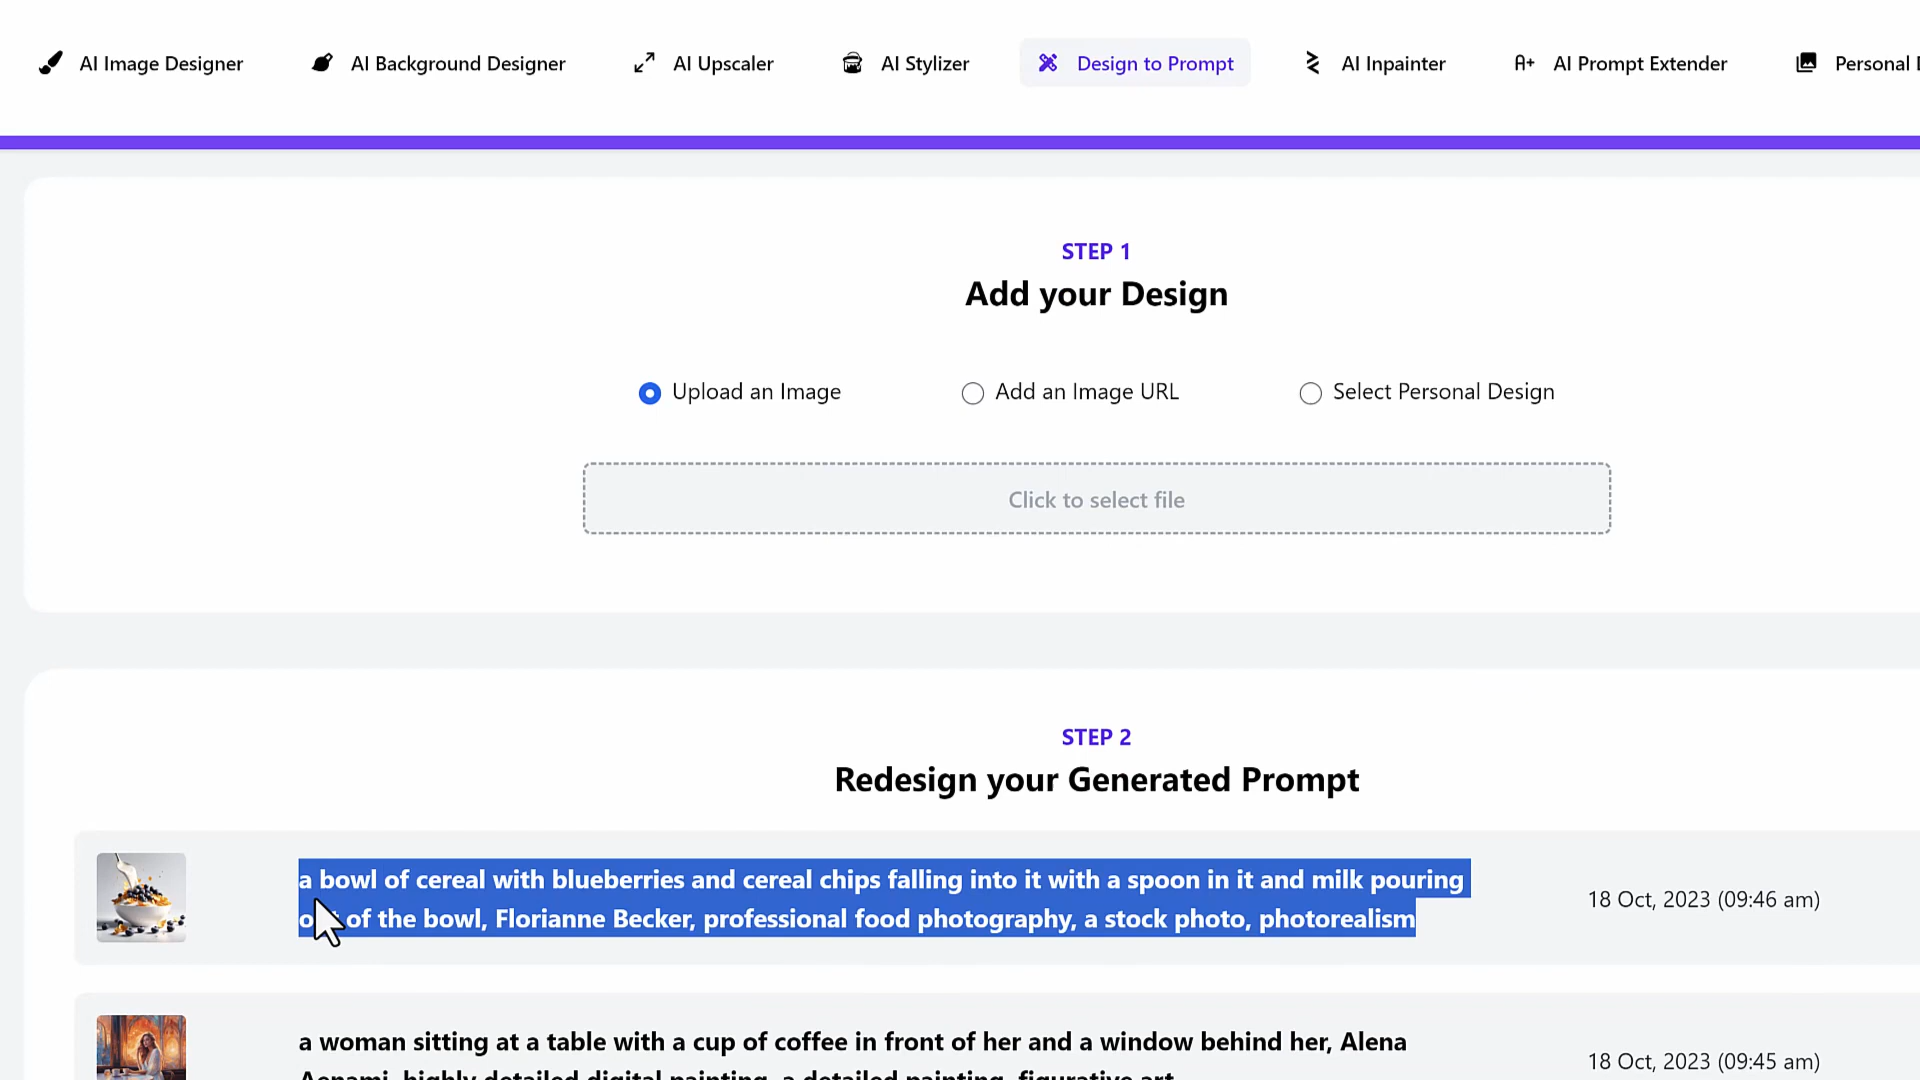 AI Image Designer
AI Background Designer
AI Upscaler
AI Stylizer
Design to Prompt
AI Inpainter
A+ AI Prompt Extender
Personal
STEP 1
Add your Design
Upload an Image
Add an Image URL
Select Personal Design
Click to select file
STEP 2
Redesign your Generated Prompt
a bowl of cereal with blueberries and cereal chips falling into it with a spoon in it and milk pouring
of the bowl, Florianne Becker, professional food photography, a stock photo, photorealism
18 Oct, 2023 (09:46 am)
a woman sitting at a table with a cup of coffee in front of her and a window behind her, Alena
Aenami, highly detailed digital painting, a detailed painting, figurative art
18 Oct, 2023 (09:45 am)